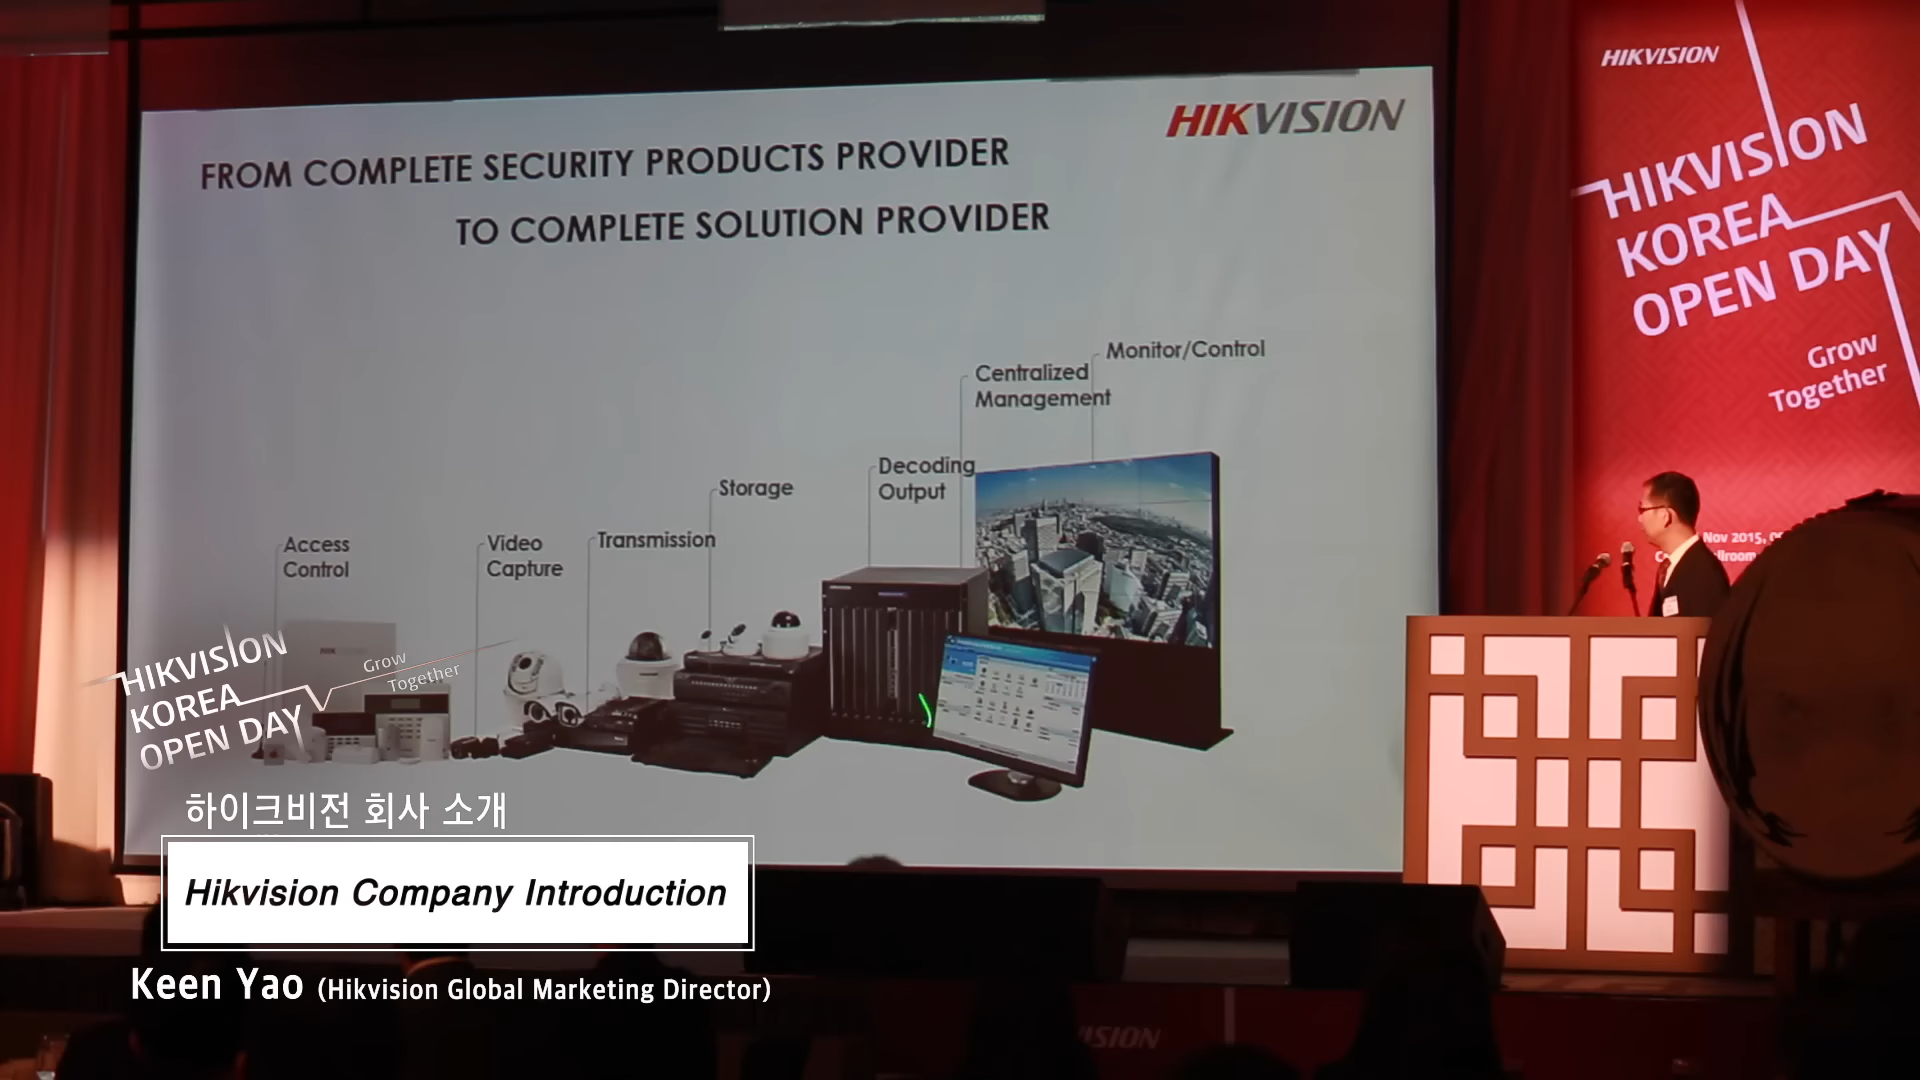 HIKVISION
FROM COMPLETE SECURITY PRODUCTS PROVIDER
TO COMPLETE SOLUTION PROVIDER
Monitor/Control
Centralized
Management
Decoding
Output
Storage
Transmission
Video
Capture
Access
Control
HIKVISION
HIKVISION
KOREA
OPEN DAY
Grow
Together
Nov 2015,
HIKVISION
KOREA
OPEN DAY
Grow
Together
하이크비전 회사 소개
Hikvision Company Introduction
Keen Yao (Hikvision Global Marketing Director)